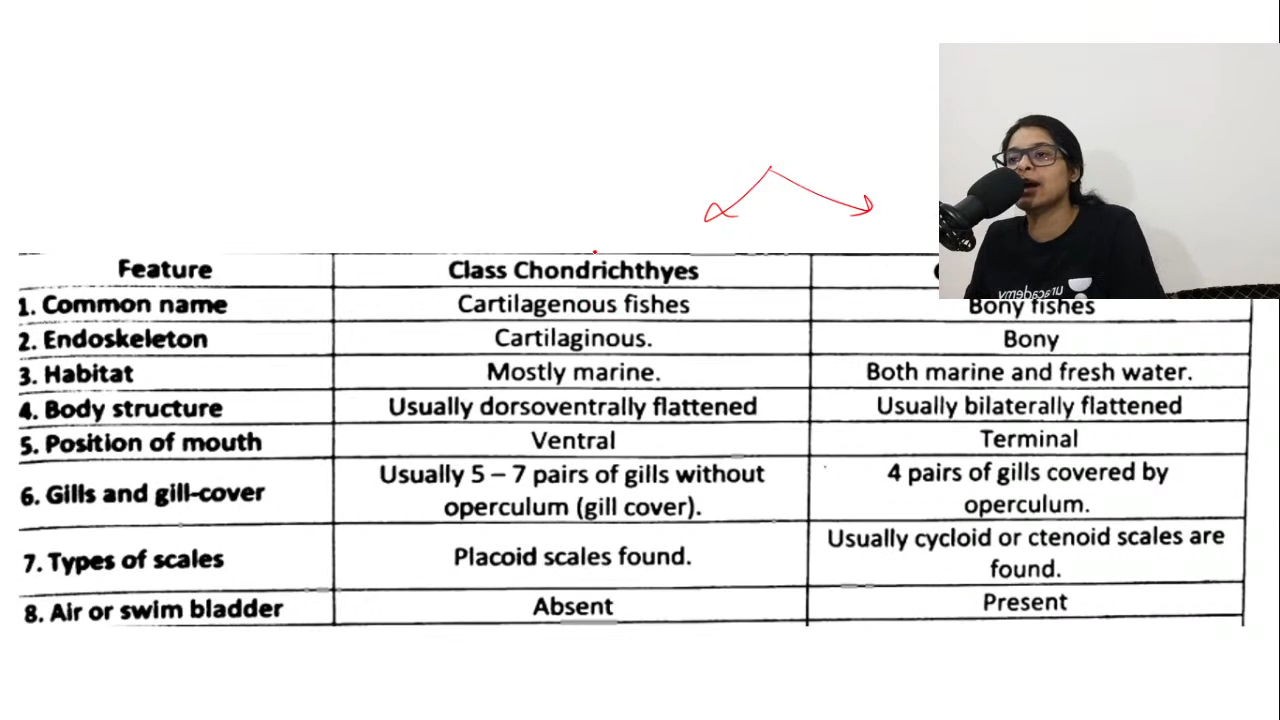 Feature Class Chondrichthyes
1. Common name Cartilagenous fishes Bony fishes
2. Endoskeleton Cartilaginous. Bony
3. Habitat Mostly marine. Both marine and fresh water.
4. Body structure Usually dorsoventrally flattened Usually bilaterally flattened
5. Position of mouth Ventral Terminal
6. Gills and gill-cover Usually 5 – 7 pairs of gills without operculum (gill cover). 4 pairs of gills covered by operculum.
7. Types of scales Placoid scales found. Usually cycloid or ctenoid scales are found.
8. Air or swim bladder Absent Present